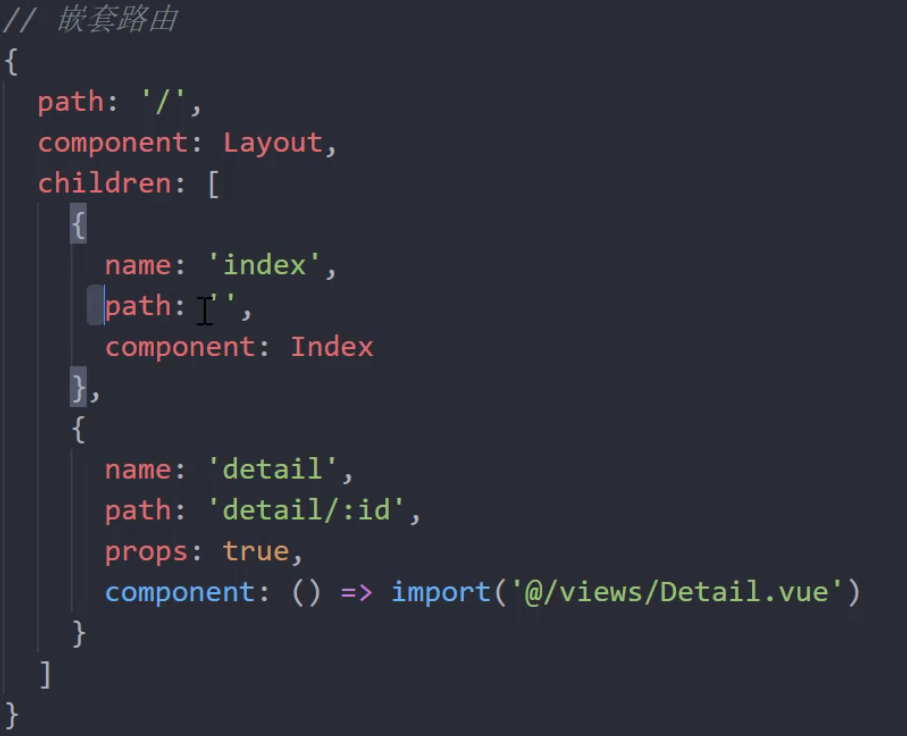 // 嵌套路由
{
path: '/',
component: Layout,
children: [
{
name: 'index',
path: '',
component: Index
},
{
name: 'detail',
path: 'detail/:id',
props: true,
component: () => import('@/views/Detail.vue')
}
]
}